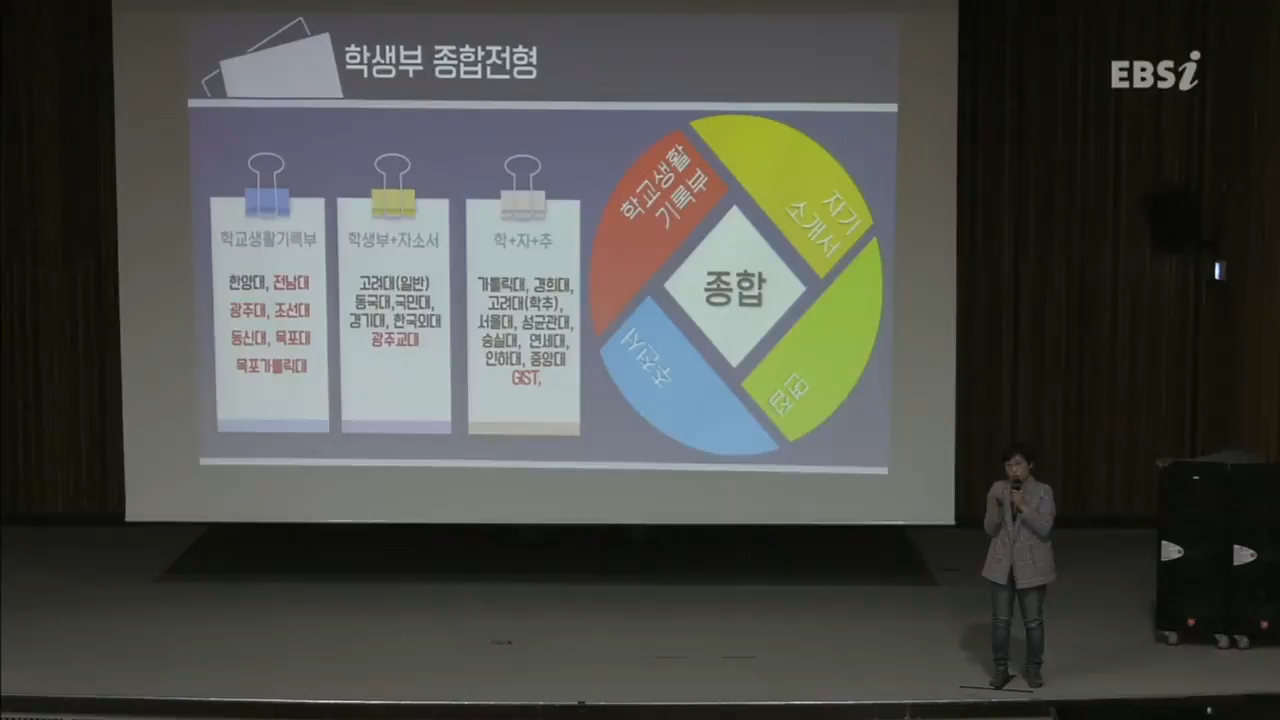 학생부 종합전형
EBSi
학교생활기록부
한양대, 전남대
광주대, 조선대
동신대, 목포대
목포가톨릭대
학생부+자소서
고려대(일반)
동국대,국민대,
경기대, 한국외대
광주교대
학+자+추
가톨릭대, 경희대,
고려대(학추),
서울대, 성균관대,
숭실대, 연세대,
인하대, 중앙대
GIST,
학교생활
기록부
자기
소개서
종합
추천서
면접